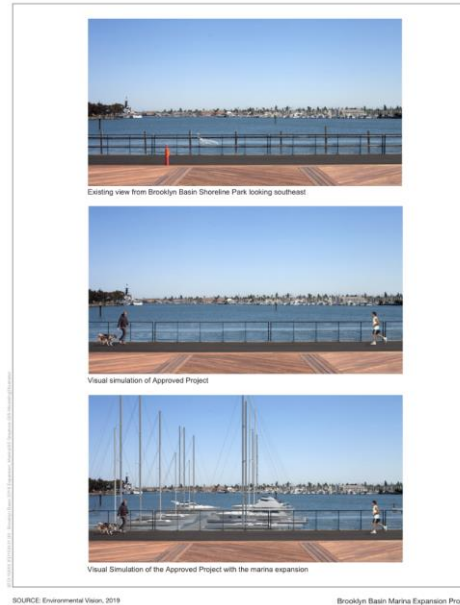 Existing view from Brooklyn Basin Shoreline Park looking southeast
Visual simulation of Approved Project
Visual Simulation of the Approved Project with the marina expansion
SOURCE: Environmental Vision, 2019
Brooklyn Basin Marina Expansion Pro